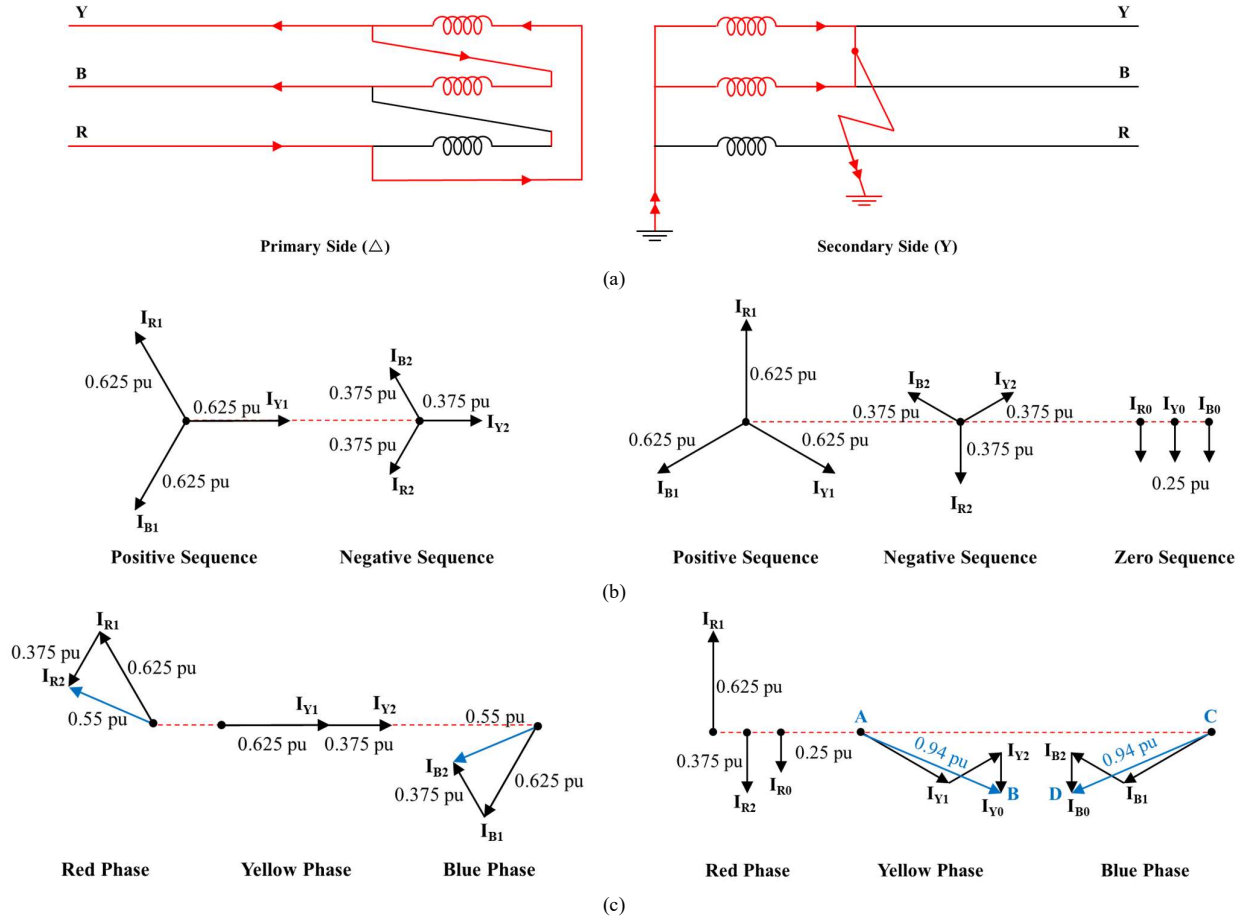 Y
B
R
Primary Side (△)
Y
B
R
Secondary Side (Y)
(a)
I_R1
0.625 pu
0.625 pu
I_Y1
0.625 pu
I_B1
Positive Sequence
I_B2
0.375 pu
0.375 pu
I_Y2
0.375 pu
I_R2
Negative Sequence
I_R1
0.625 pu
0.625 pu
0.625 pu
I_B1
I_Y1
Positive Sequence
I_B2
I_Y2
0.375 pu
0.375 pu
0.375 pu
I_R2
Negative Sequence
I_R0 I_Y0 I_B0
0.25 pu
Zero Sequence
(b)
I_R1
0.375 pu
0.625 pu
I_R2
0.55 pu
Red Phase
I_Y1
I_Y2
0.625 pu
0.375 pu
Yellow Phase
0.55 pu
I_B2
0.625 pu
0.375 pu
I_B1
Blue Phase
I_R1
0.625 pu
0.375 pu
0.25 pu
I_R2
I_R0
Red Phase
A
0.94 pu
I_Y2
I_Y1
I_Y0
B
Yellow Phase
C
0.94 pu
I_B2
I_B1
D
I_B0
Blue Phase
(c)